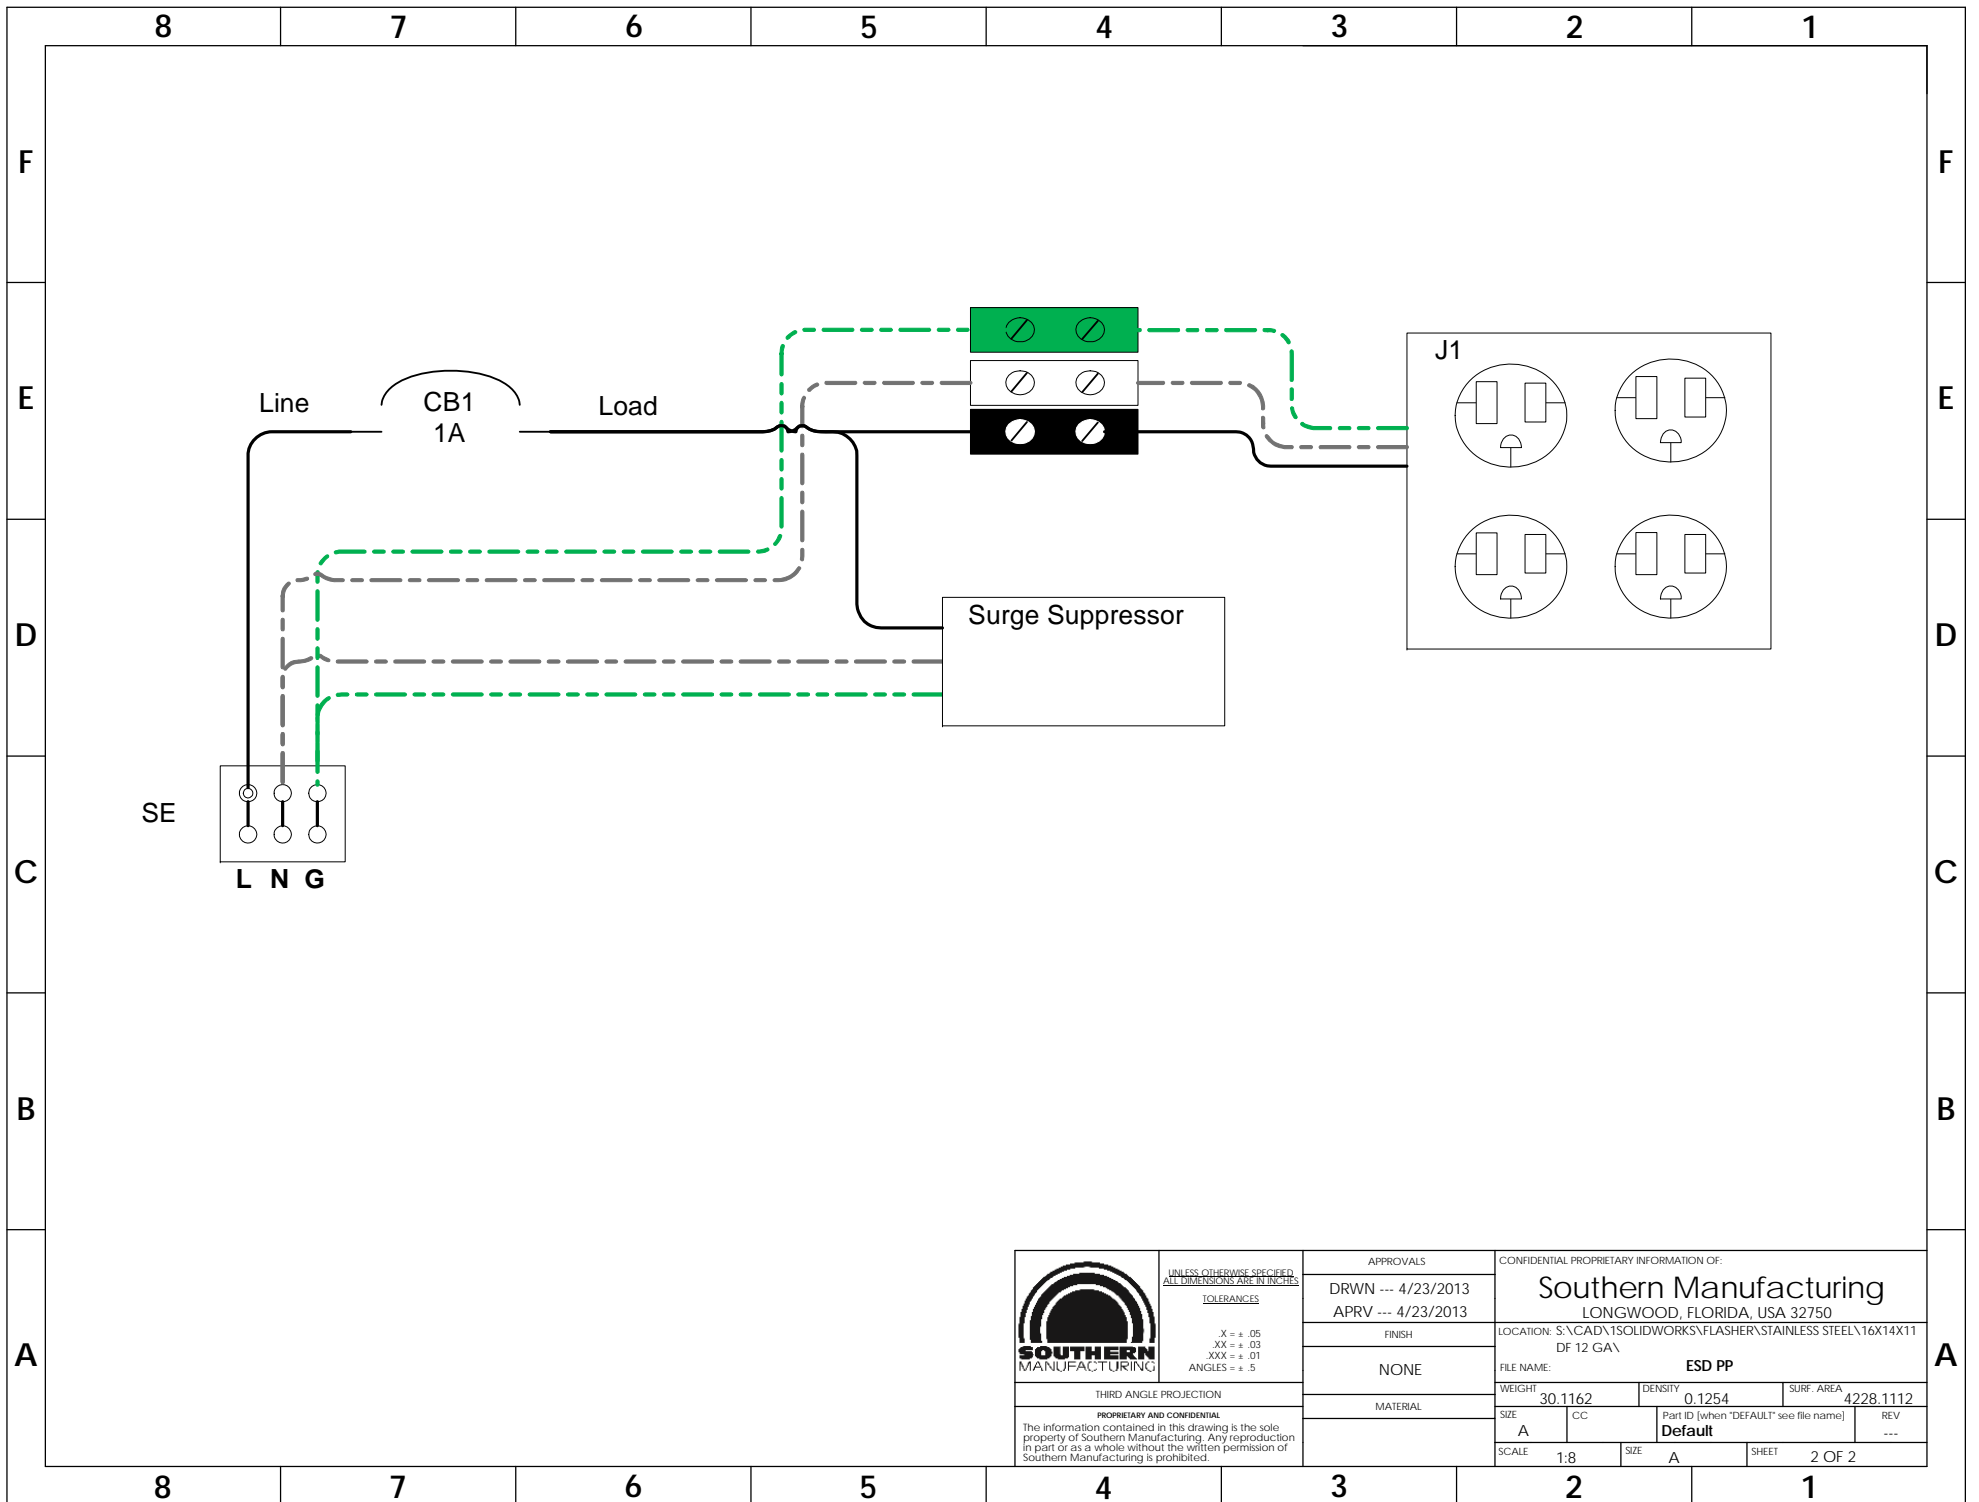 8 7 6 5 4 3 2 1
F F
J1
E Line CB1 Load E
1A
Surge Suppressor
D D
SE
C L N G C
B B
UNLESS OTHERWISE SPECIFIED
ALL DIMENSIONS ARE IN INCHES
TOLERANCES
.X = ± .05
.XX = ± .03
.XXX = ± .01
ANGLES = ± .5
SOUTHERN
MANUFACTURING
THIRD ANGLE PROJECTION
PROPRIETARY AND CONFIDENTIAL
The information contained in this drawing is the sole
property of Southern Manufacturing. Any reproduction
in part or as a whole without the written permission of
Southern Manufacturing is prohibited.
APPROVALS
DRWN --- 4/23/2013
APRV --- 4/23/2013
FINISH
NONE
MATERIAL
CONFIDENTIAL PROPRIETARY INFORMATION OF:
Southern Manufacturing
LONGWOOD, FLORIDA, USA 32750
LOCATION: S:\CAD\1SOLIDWORKS\FLASHER\STAINLESS STEEL\16X14X11
DF 12 GA\
FILE NAME: ESD PP
WEIGHT 30.1162 DENSITY 0.1254 SURF. AREA 4228.1112
SIZE A CC Part ID [when "DEFAULT" see file name] Default REV ---
SCALE 1:8 SIZE A SHEET 2 OF 2
A A
8 7 6 5 4 3 2 1